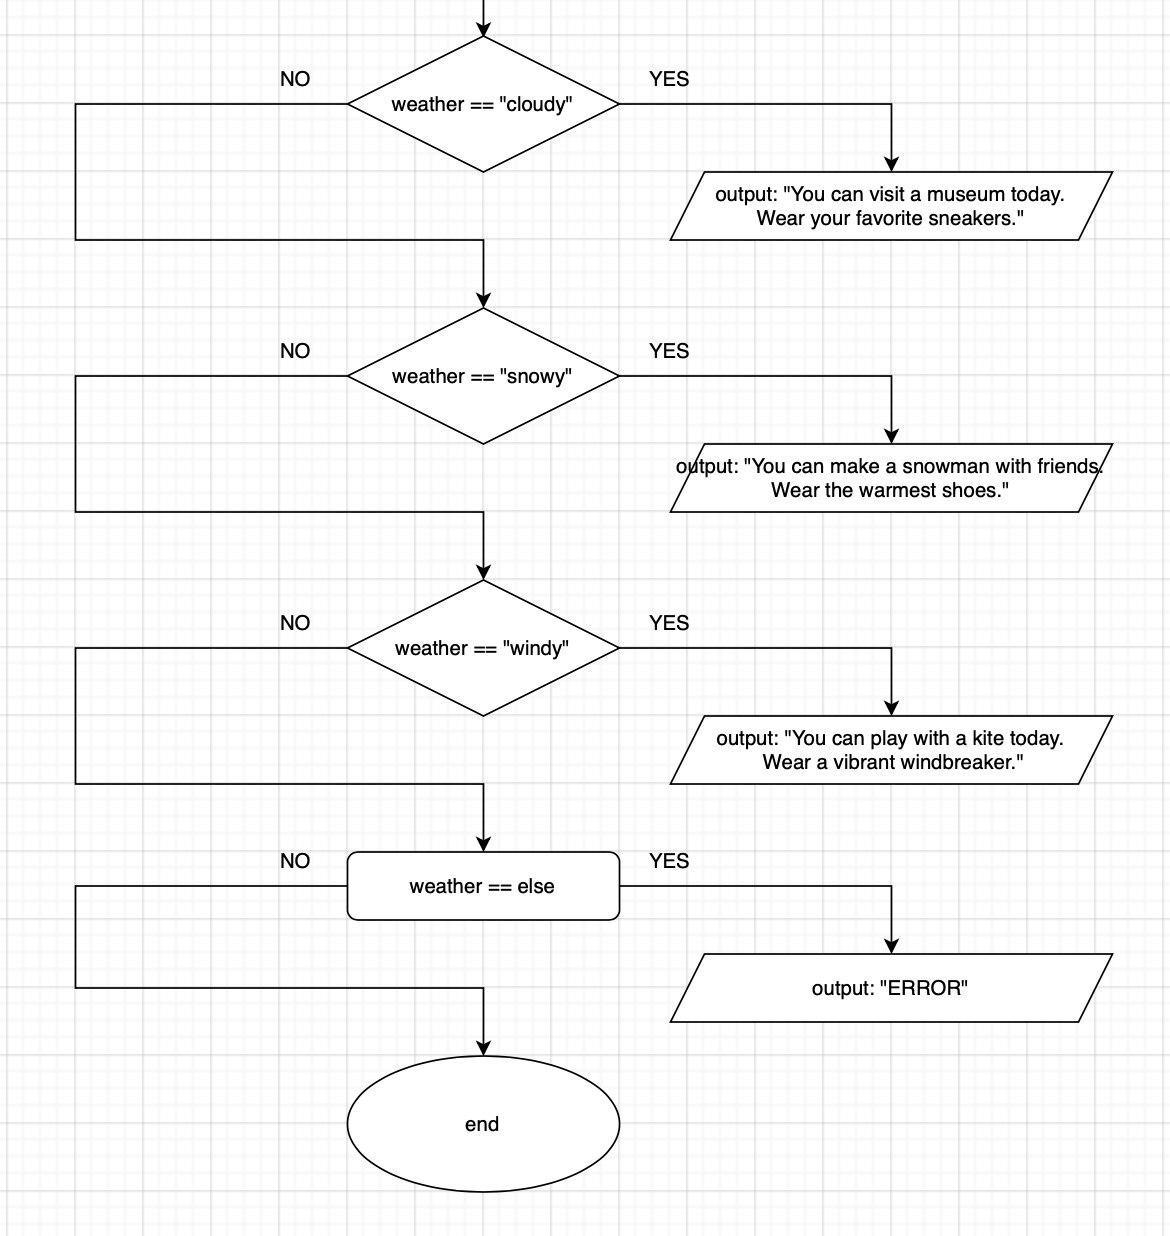 NO
YES
weather == "cloudy"
output: "You can visit a museum today.
Wear your favorite sneakers."
NO
YES
weather == "snowy"
output: "You can make a snowman with friends.
Wear the warmest shoes."
NO
YES
weather == "windy"
output: "You can play with a kite today.
Wear a vibrant windbreaker."
NO
YES
weather == else
output: "ERROR"
end